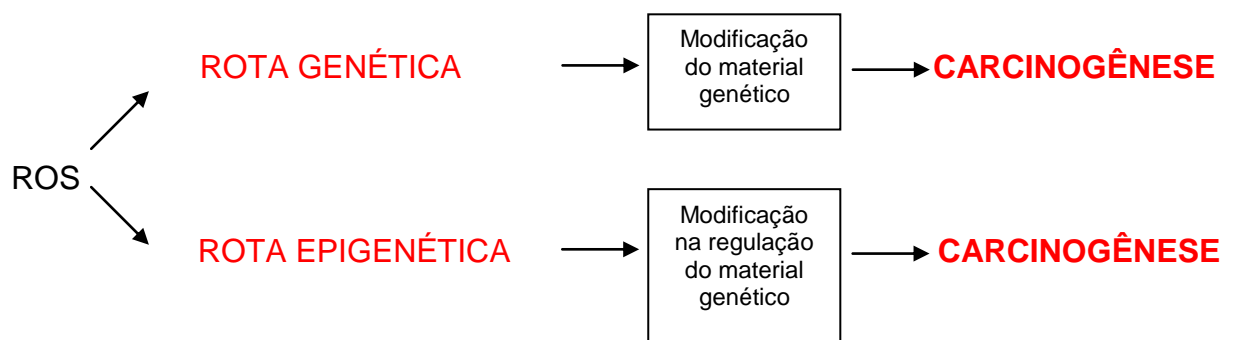 ROS
ROTA GENÉTICA
Modificação
do material
genético
CARCINOGÊNESE
ROTA EPIGENÉTICA
Modificação
na regulação
do material
genético
CARCINOGÊNESE